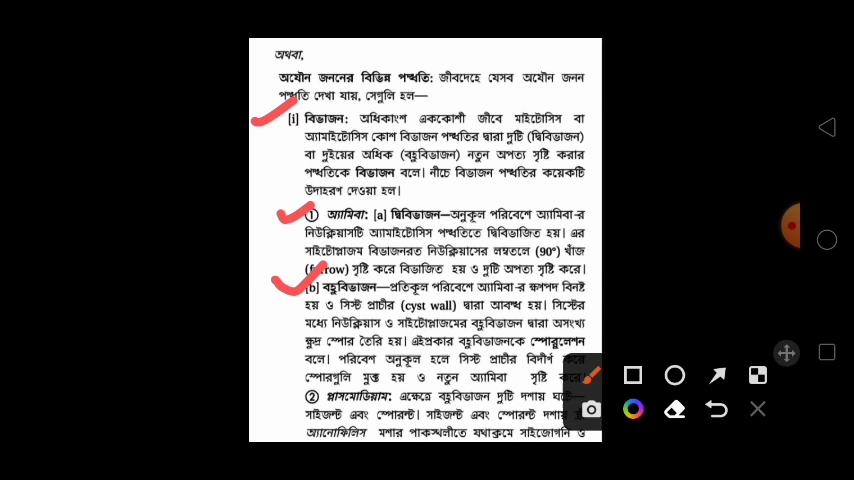 অথবা,
অযৌন জননের বিভিন্ন পদ্ধতি: জীবদেহে যেসব অযৌন জনন
পদ্ধতি দেখা যায়, সেগুলি হল—
[i] বিভাজন: অধিকাংশ এককোশী জীবে মাইটোসিস বা
অ্যামাইটোসিস কোশ বিভাজন পদ্ধতির দ্বারা দুটি (দ্বিবিভাজন)
বা দুইয়ের অধিক (বহুবিভাজন) নতুন অপত্য সৃষ্টি করার
পদ্ধতিকে বিভাজন বলে। নীচে বিভাজন পদ্ধতির কয়েকটি
উদাহরণ দেওয়া হল।
① অ্যামিবা: [a] দ্বিবিভাজন—অনুকূল পরিবেশে অ্যামিবা-র
নিউক্লিয়াসটি অ্যামাইটোসিস পদ্ধতিতে দ্বিবিভাজিত হয়। এর
সাইটোপ্লাজম বিভাজনরত নিউক্লিয়াসের লম্বতলে (90°) খাঁজ
(furrow) সৃষ্টি করে বিভাজিত হয় ও দুটি অপত্য সৃষ্টি করে।
[b] বহুবিভাজন—প্রতিকূল পরিবেশে অ্যামিবা-র ক্ষণপদ বিনষ্ট
হয় ও সিস্ট প্রাচীর (cyst wall) দ্বারা আবদ্ধ হয়। সিস্টের
মধ্যে নিউক্লিয়াস ও সাইটোপ্লাজমের বহুবিভাজন দ্বারা অসংখ্য
ক্ষুদ্র স্পোর তৈরি হয়। এইপ্রকার বহুবিভাজনকে স্পোরুলেশন
বলে। পরিবেশ অনুকূল হলে সিস্ট প্রাচীর বিদীর্ণ করে
স্পোরগুলি মুক্ত হয় ও নতুন অ্যামিবা সৃষ্টি করে।
② প্লাসমোডিয়াম: এক্ষেত্রে বহুবিভাজন দুটি দশায় ঘটে—
সাইজন্ট এবং স্পোরন্ট। সাইজন্ট এবং স্পোরন্ট দশায়
অ্যানোফিলিস মশার পাকস্থলীতে যথাক্রমে সাইজোগনি ও